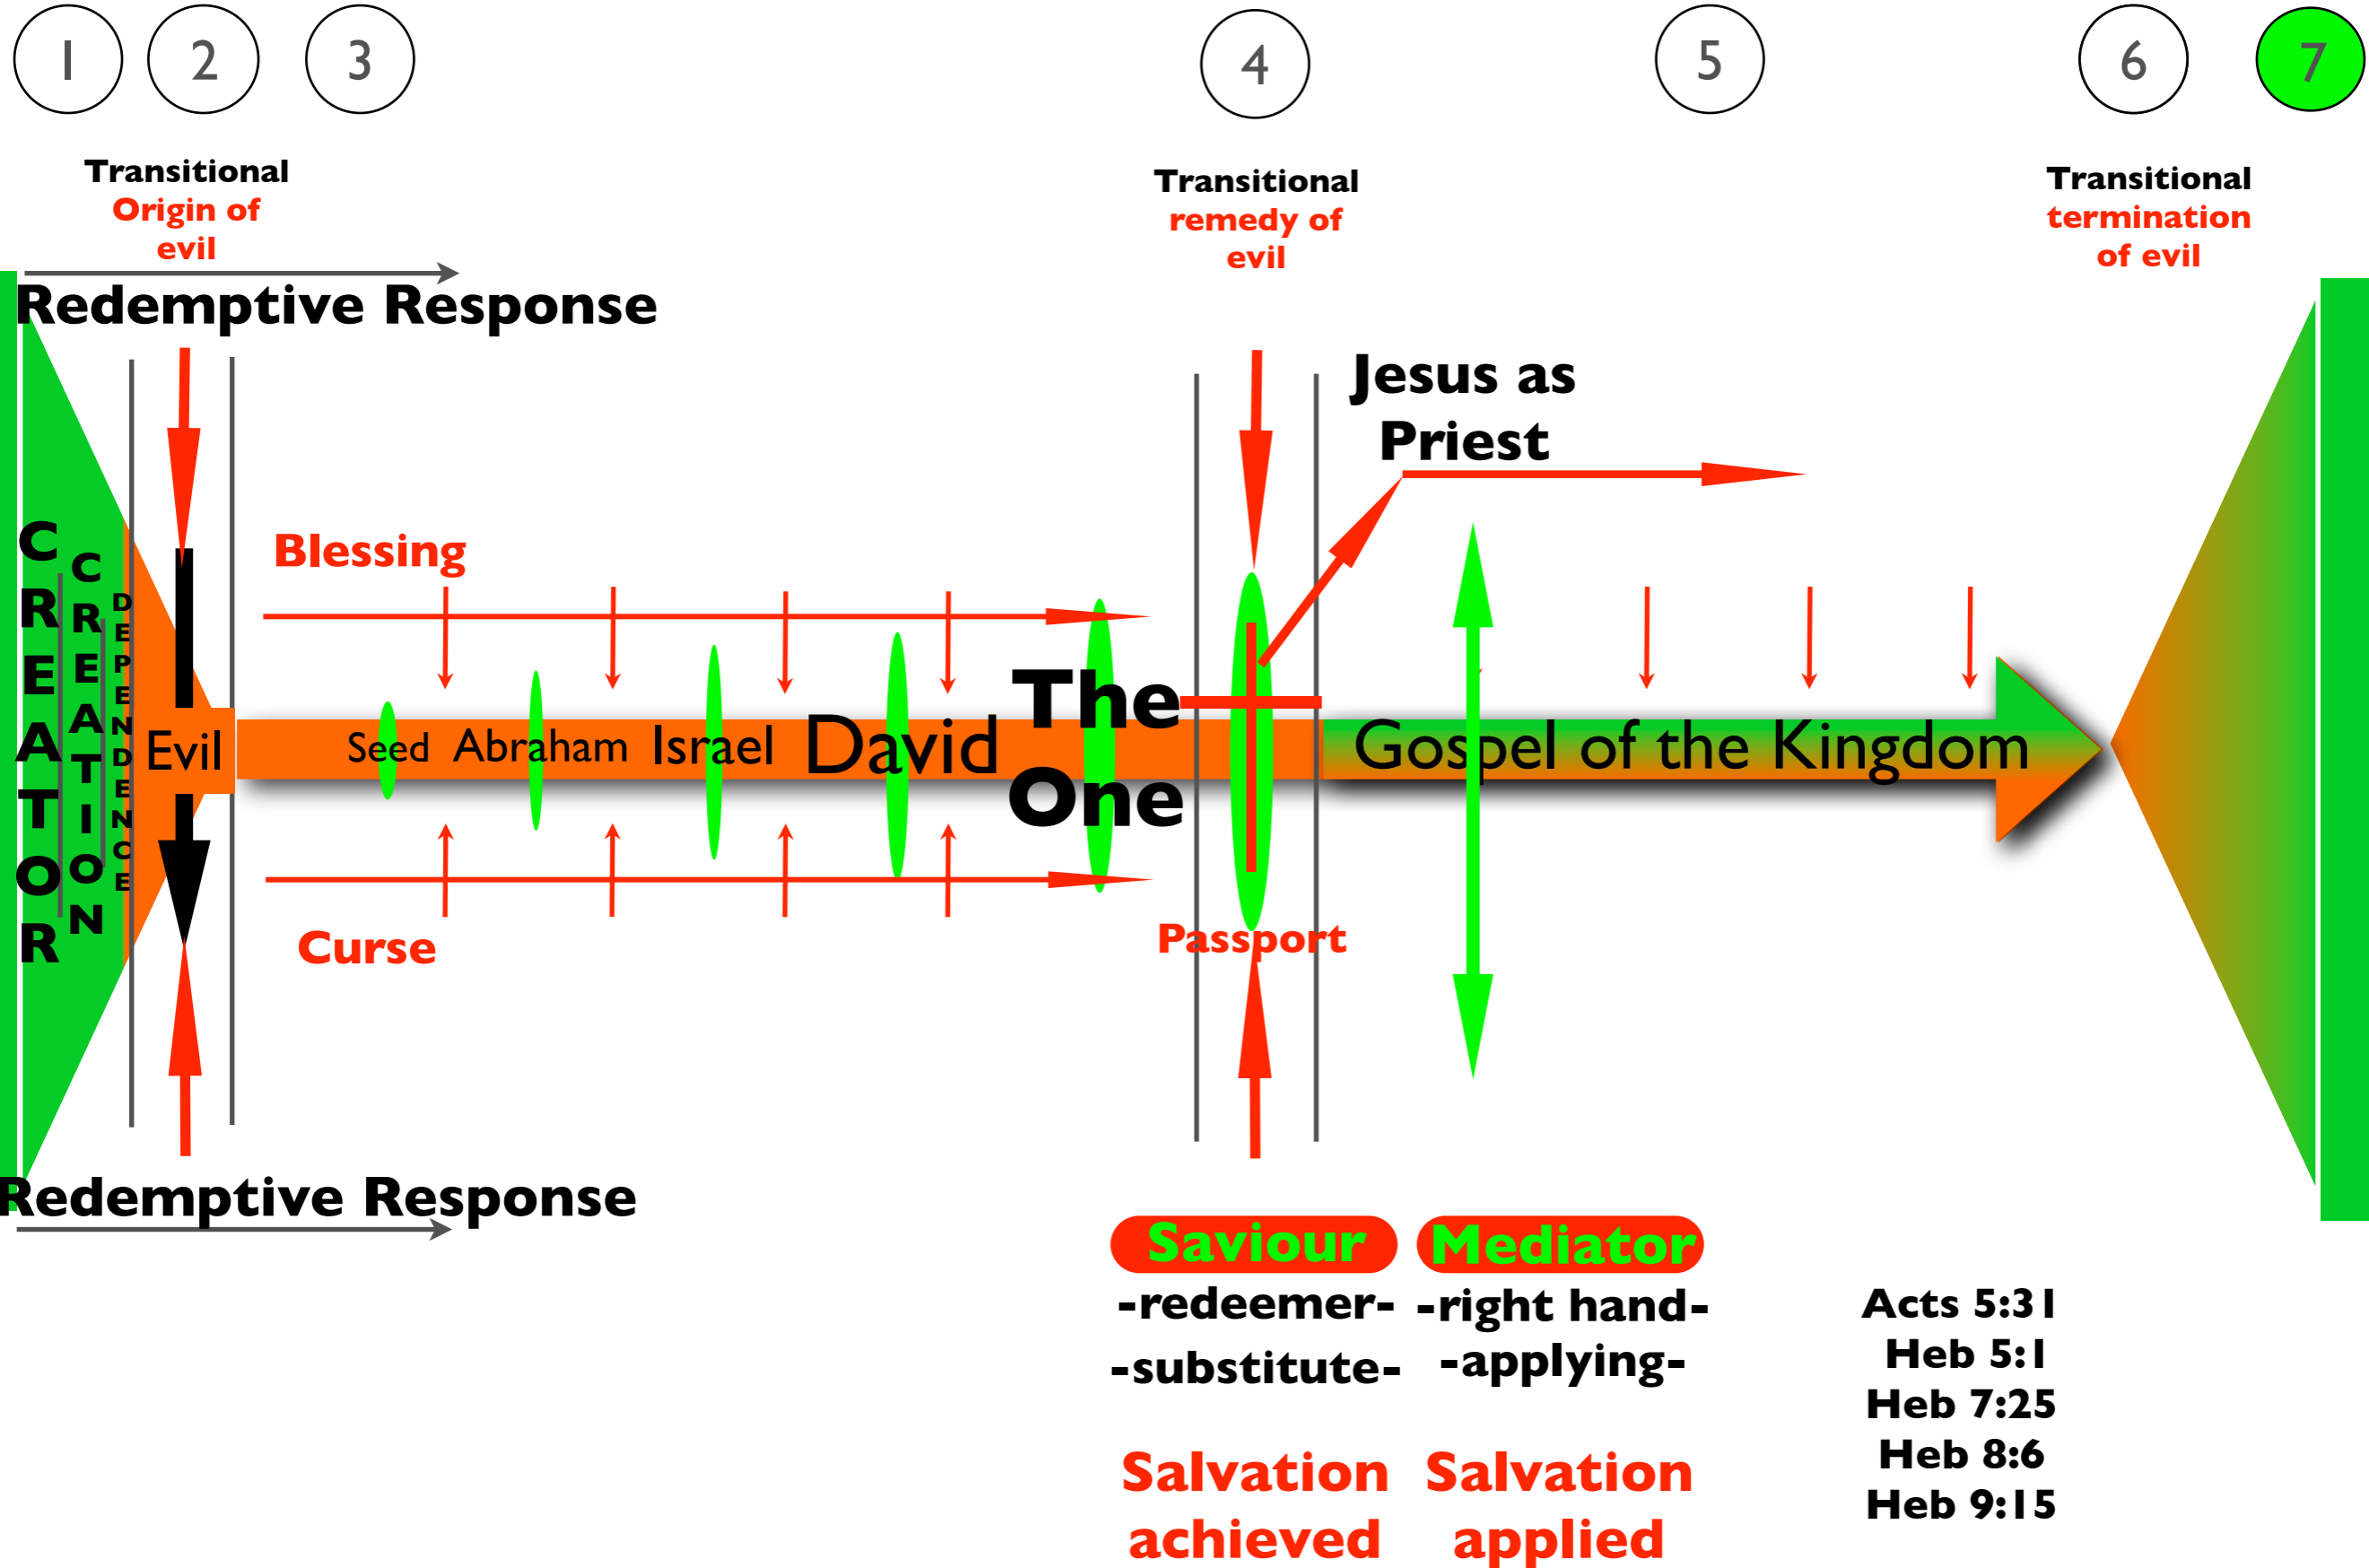 1
2
3
4
5
6
7
Transitional
Origin of
evil
Transitional
remedy of
evil
Transitional
termination
of evil
Redemptive Response
Jesus as
Priest
CREATOR
CREATION
DEPENDENCE
Blessing
Evil
Seed
Abraham
Israel
David
The
One
Gospel of the Kingdom
Curse
Passport
Redemptive Response
Saviour
-redeemer-
-substitute-
Salvation
achieved
Mediator
-right hand-
-applying-
Salvation
applied
Acts 5:31
Heb 5:1
Heb 7:25
Heb 8:6
Heb 9:15